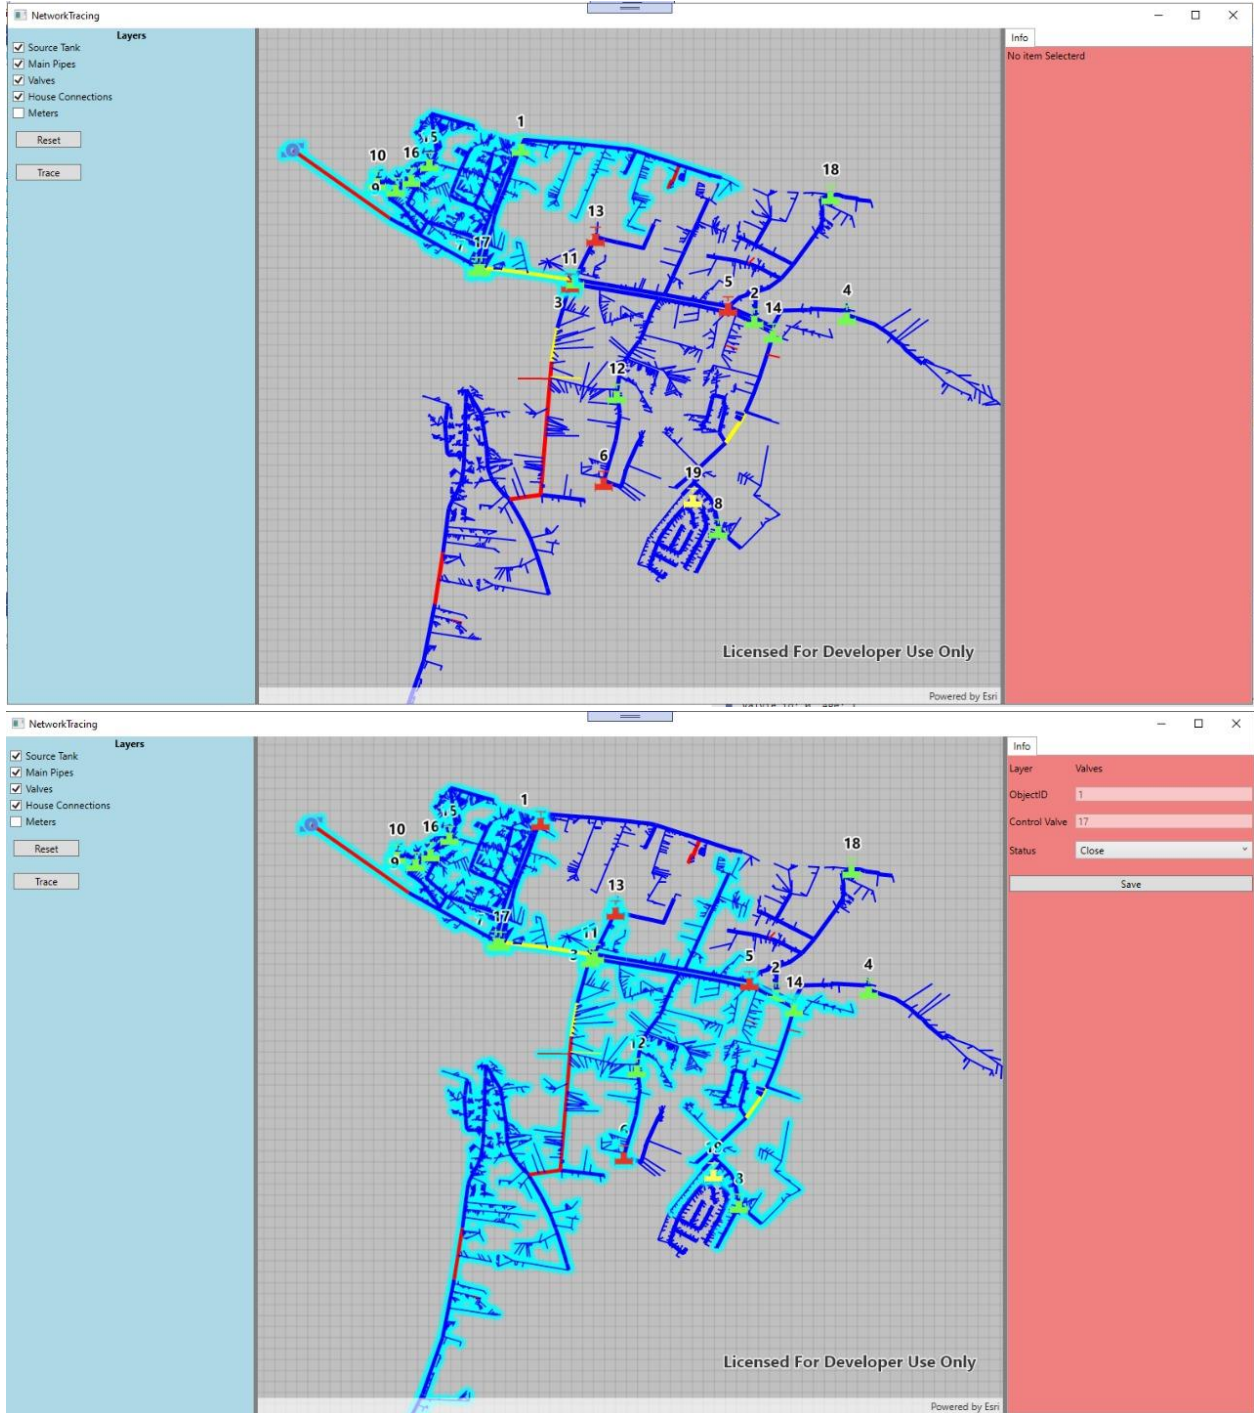 NetworkTracing
Layers
Source Tank
Main Pipes
Valves
House Connections
Meters
Reset
Trace
Info
No item Selecterd
1
15
16
10
9
17
13
11
3
18
5
2
14
4
12
6
19
8
Licensed For Developer Use Only
Powered by Esri
NetworkTracing
Layers
Source Tank
Main Pipes
Valves
House Connections
Meters
Reset
Trace
Info
Layer Valves
ObjectID 1
Control Valve 17
Status Close
Save
1
10
16
9
17
13
18
5
2
14
4
12
Licensed For Developer Use Only
Powered by Esri